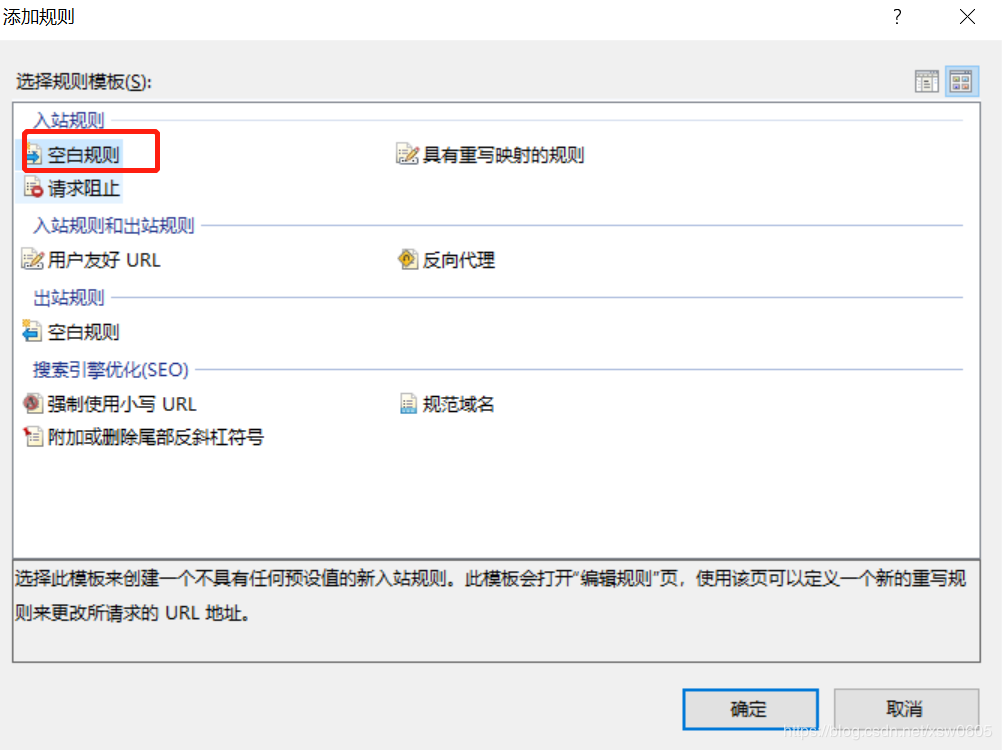 添加规则
?
选择规则模板(S):
入站规则
空白规则 具有重写映射的规则
请求阻止
入站规则和出站规则
用户友好 URL 反向代理
出站规则
空白规则
搜索引擎优化(SEO)
强制使用小写 URL 规范域名
附加或删除尾部反斜杠符号
选择此模板来创建一个不具有任何预设值的新入站规则。此模板会打开“编辑规则”页，使用该页可以定义一个新的重写规
则来更改所请求的 URL 地址。
确定 取消
https://blog.csdn.net/xsw0805